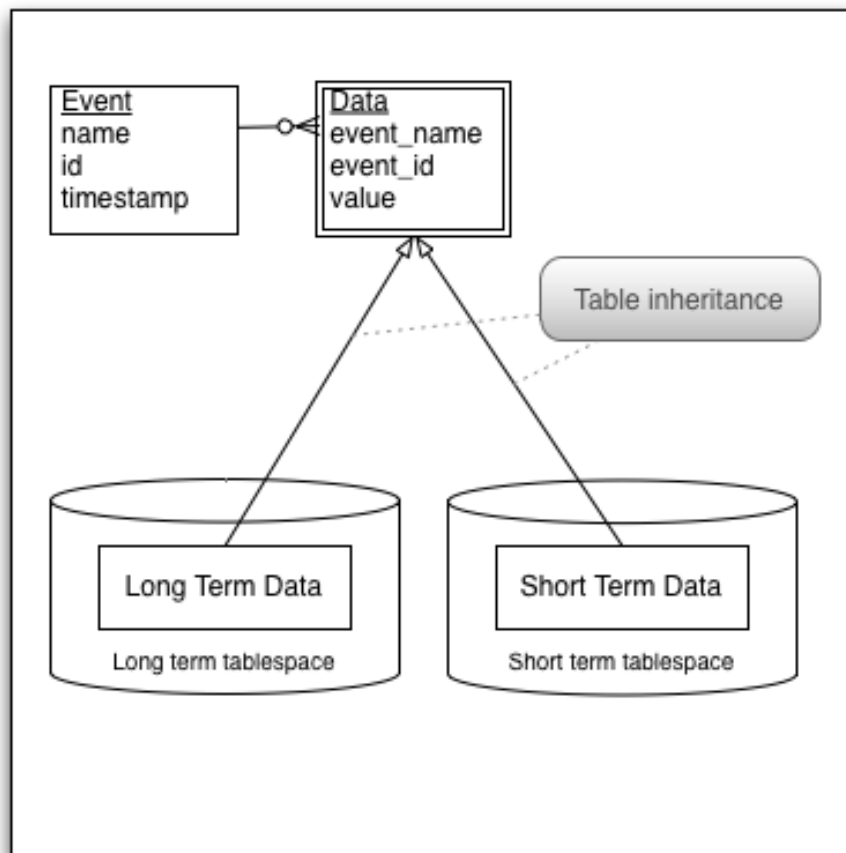 Event
name
id
timestamp
Data
event_name
event_id
value
Table inheritance
Long Term Data
Long term tablespace
Short Term Data
Short term tablespace